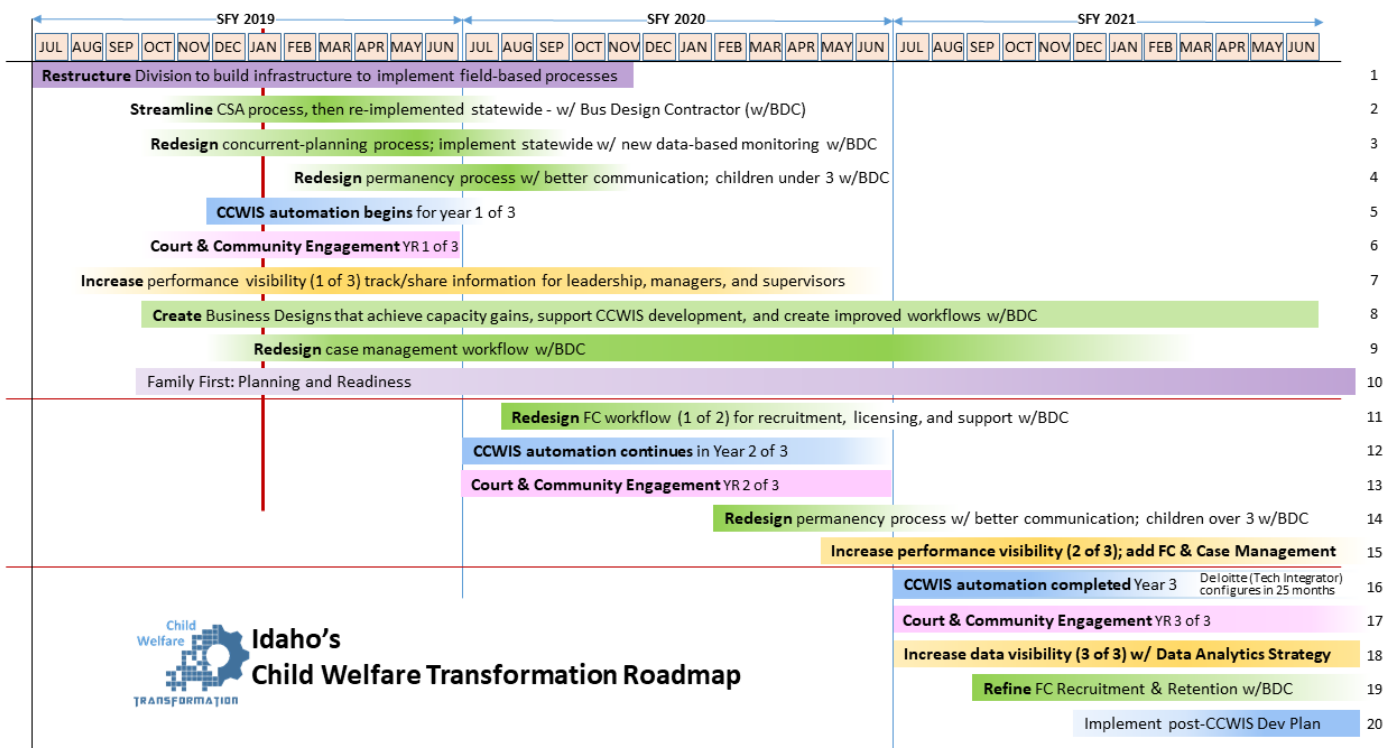 SFY 2019 SFY 2020 SFY 2021
JUL AUG SEP OCT NOV DEC JAN FEB MAR APR MAY JUN JUL AUG SEP OCT NOV DEC JAN FEB MAR APR MAY JUN JUL AUG SEP OCT NOV DEC JAN FEB MAR APR MAY JUN
Restructure Division to build infrastructure to implement field-based processes 1
Streamline CSA process, then re-implemented statewide - w/ Bus Design Contractor (w/BDC) 2
Redesign concurrent-planning process; implement statewide w/ new data-based monitoring w/BDC 3
Redesign permanency process w/ better communication; children under 3 w/BDC 4
CCWIS automation begins for year 1 of 3 5
Court & Community Engagement YR 1 of 3 6
Increase performance visibility (1 of 3) track/share information for leadership, managers, and supervisors 7
Create Business Designs that achieve capacity gains, support CCWIS development, and create improved workflows w/BDC 8
Redesign case management workflow w/BDC 9
Family First: Planning and Readiness 10
Redesign FC workflow (1 of 2) for recruitment, licensing, and support w/BDC 11
CCWIS automation continues in Year 2 of 3 12
Court & Community Engagement YR 2 of 3 13
Redesign permanency process w/ better communication; children over 3 w/BDC 14
Increase performance visibility (2 of 3); add FC & Case Management 15
CCWIS automation completed Year 3 Deloitte (Tech Integrator) 16
configures in 25 months
Court & Community Engagement YR 3 of 3 17
Increase data visibility (3 of 3) w/ Data Analytics Strategy 18
Refine FC Recruitment & Retention w/BDC 19
Implement post-CCWIS Dev Plan 20
Child
Welfare
TRANSFORMATION
Idaho's
Child Welfare Transformation Roadmap